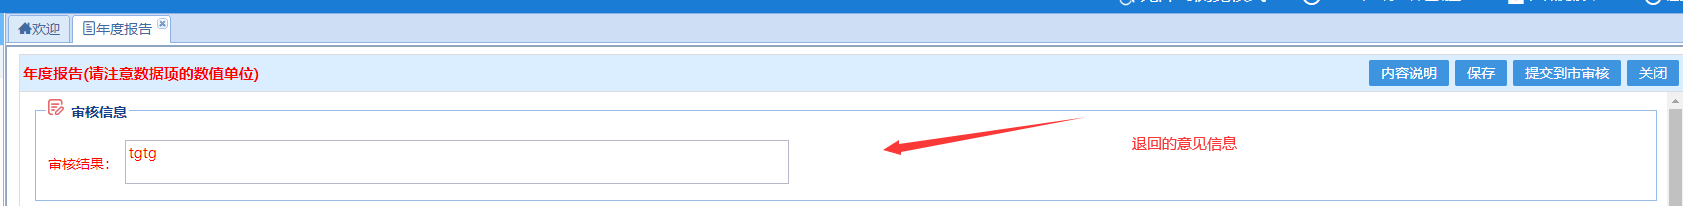 欢迎
年度报告
年度报告(请注意数据项的数值单位)
内容说明
保存
提交到市审核
关闭
审核信息
审核结果：
tgtg
退回的意见信息